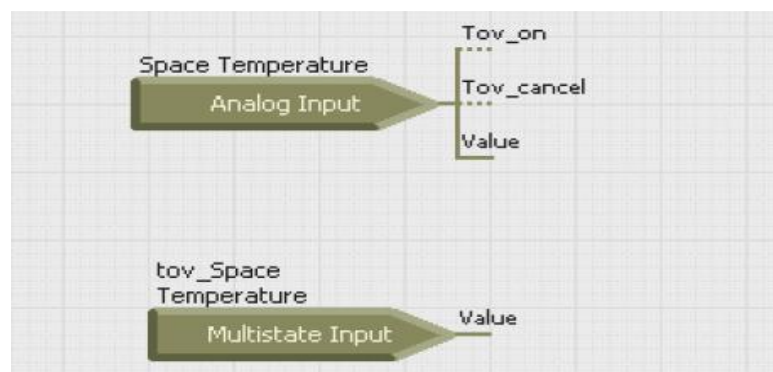 Tov_on
Space Temperature
Tov_cancel
Analog Input
Value
tov_Space
Temperature
Value
Multistate Input